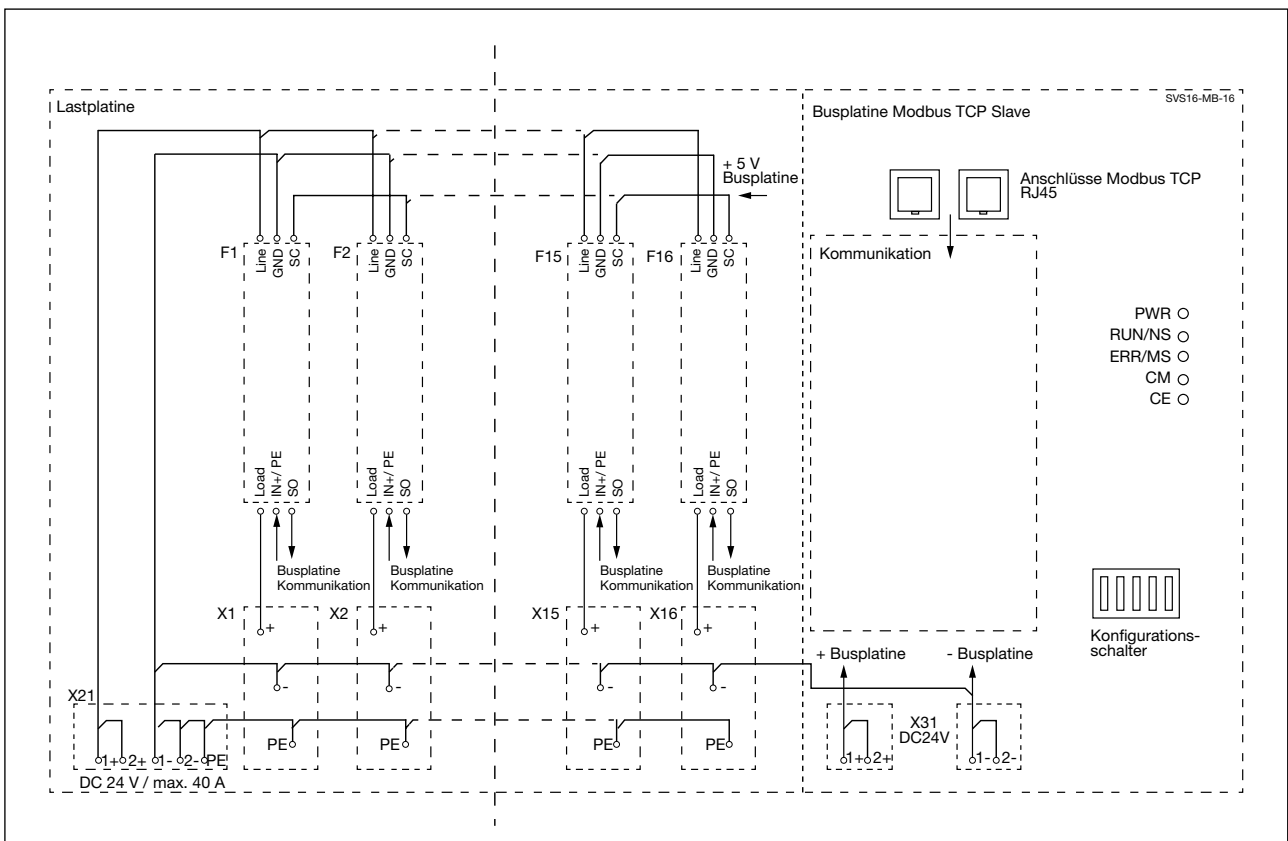 SVS16-MB-16
Lastplatine
Busplatine Modbus TCP Slave
+ 5 V
Busplatine
Anschlüsse Modbus TCP
RJ45
F1
Line
GND
SC
F2
Line
GND
SC
F15
Line
GND
SC
F16
Line
GND
SC
Kommunikation
PWR
RUN/NS
ERR/MS
CM
CE
Load
IN+/ PE
SO
Load
IN+/ PE
SO
Load
IN+/ PE
SO
Load
IN+/ PE
SO
Busplatine
Kommunikation
Busplatine
Kommunikation
Busplatine
Kommunikation
Busplatine
Kommunikation
X1
+
-
PE
X2
+
-
PE
X15
+
-
PE
X16
+
-
PE
Konfigurations-
schalter
+ Busplatine
- Busplatine
X21
1+
2+
1-
2-
PE
DC 24 V / max. 40 A
X31
DC24V
1+
2+
1-
2-